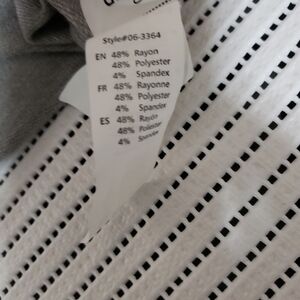 Style#06-3364
EN 48% Rayon
48% Polyester
4% Spandex
FR 48% Rayonne
48% Polyester
4% Spandex
ES 48% Rayon
48% Poliester
4% Spandex